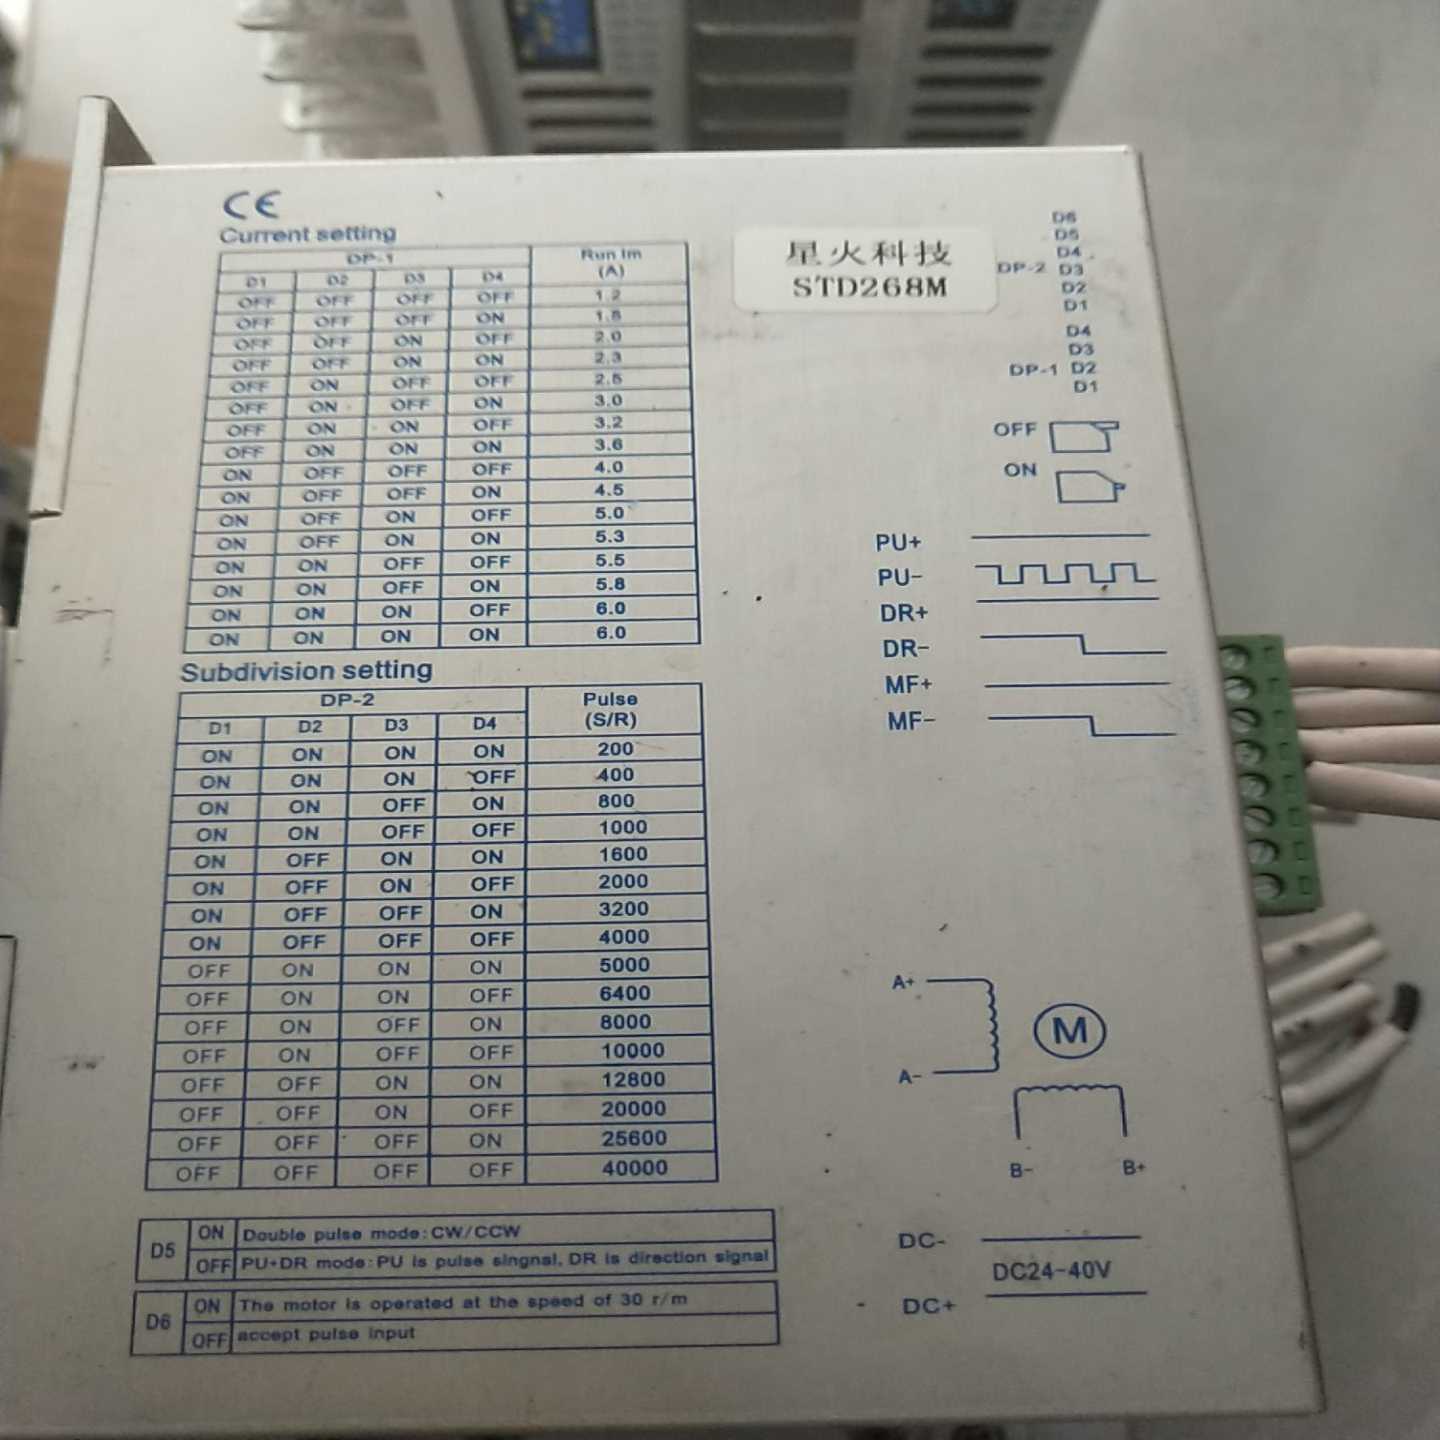 CE
Current setting
DP-1 Run Im
D1 D2 D3 D4 (A)
OFF OFF OFF OFF 1.2
OFF OFF OFF ON 1.8
OFF OFF ON OFF 2.0
OFF OFF ON ON 2.3
OFF ON OFF OFF 2.5
OFF ON OFF ON 3.0
OFF ON ON OFF 3.2
OFF ON ON ON 3.6
ON OFF OFF OFF 4.0
ON OFF OFF ON 4.5
ON OFF ON OFF 5.0
ON OFF ON ON 5.3
ON ON OFF OFF 5.5
ON ON OFF ON 5.8
ON ON ON OFF 6.0
ON ON ON ON 6.0
Subdivision setting
DP-2 Pulse
D1 D2 D3 D4 (S/R)
ON ON ON ON 200
ON ON ON OFF 400
ON ON OFF ON 800
ON ON OFF OFF 1000
ON OFF ON ON 1600
ON OFF ON OFF 2000
ON OFF OFF ON 3200
ON OFF OFF OFF 4000
OFF ON ON ON 5000
OFF ON ON OFF 6400
OFF ON OFF ON 8000
OFF ON OFF OFF 10000
OFF OFF ON ON 12800
OFF OFF ON OFF 20000
OFF OFF OFF ON 25600
OFF OFF OFF OFF 40000
D5
ON Double pulse mode:CW/CCW
OFF PU+DR mode:PU is pulse singnal, DR is direction signal
D6
ON The motor is operated at the speed of 30 r/m
OFF accept pulse input
星火科技
STD268M
D6
D5
D4
DP-2 D3
D2
D1
D4
D3
DP-1 D2
D1
OFF
ON
PU+
PU-
DR+
DR-
MF+
MF-
A+
M
A-
B- B+
DC-
DC24-40V
DC+